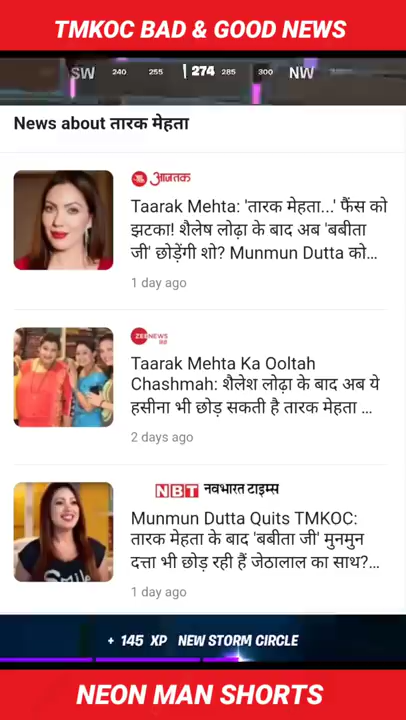 TMKOC BAD & GOOD NEWS
SW 240 255 274 285 300 NW
News about तारक मेहता
आजतक
Taarak Mehta: 'तारक मेहता...' फैंस को
झटका! शैलेष लोढ़ा के बाद अब 'बबीता
जी' छोड़ेंगी शो? Munmun Dutta को...
1 day ago
ZEE NEWS
Taarak Mehta Ka Ooltah
Chashmah: शैलेश लोढ़ा के बाद अब ये
हसीना भी छोड़ सकती है तारक मेहता ...
2 days ago
NBT नवभारत टाइम्स
Munmun Dutta Quits TMKOC:
तारक मेहता के बाद 'बबीता जी' मुनमुन
दत्ता भी छोड़ रही हैं जेठालाल का साथ?...
1 day ago
Smile
+ 145 XP NEW STORM CIRCLE
NEON MAN SHORTS